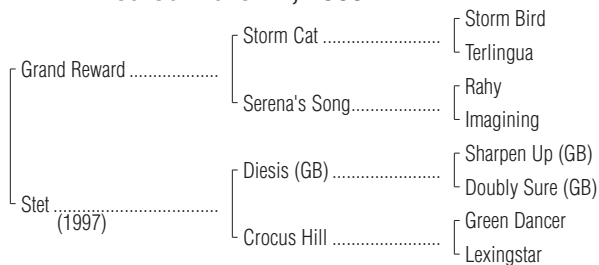 Storm Bird
Storm Cat ........................
Terlingua
Grand Reward ..................
Rahy
Serena's Song....................
Imagining
Sharpen Up (GB)
Diesis (GB) ........................
Doubly Sure (GB)
Stet .................................
(1997)
Green Dancer
Crocus Hill ........................
Lexingstar